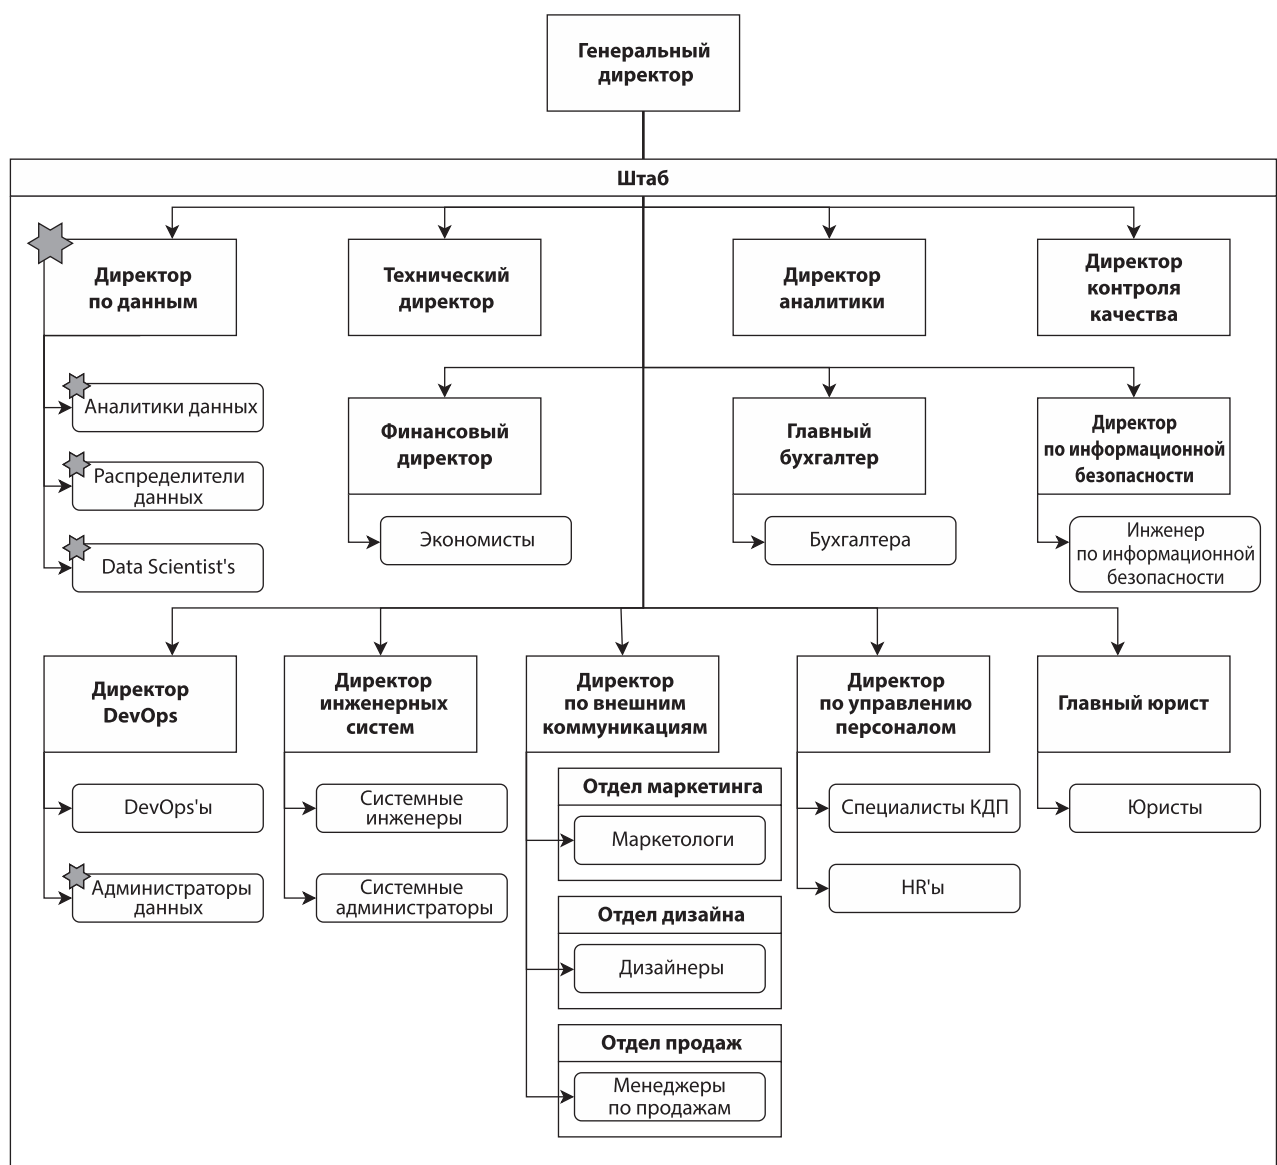 Генеральный
директор
Штаб
Директор
по данным
Технический
директор
Директор
аналитики
Директор
контроля
качества
Аналитики данных
Распределители
данных
Data Scientist's
Финансовый
директор
Экономисты
Главный
бухгалтер
Бухгалтера
Директор
по информационной
безопасности
Инженер
по информационной
безопасности
Директор
DevOps
DevOps'ы
Администраторы
данных
Директор
инженерных
систем
Системные
инженеры
Системные
администраторы
Директор
по внешним
коммуникациям
Отдел маркетинга
Маркетологи
Отдел дизайна
Дизайнеры
Отдел продаж
Менеджеры
по продажам
Директор
по управлению
персоналом
Специалисты КДП
HR'ы
Главный юрист
Юристы